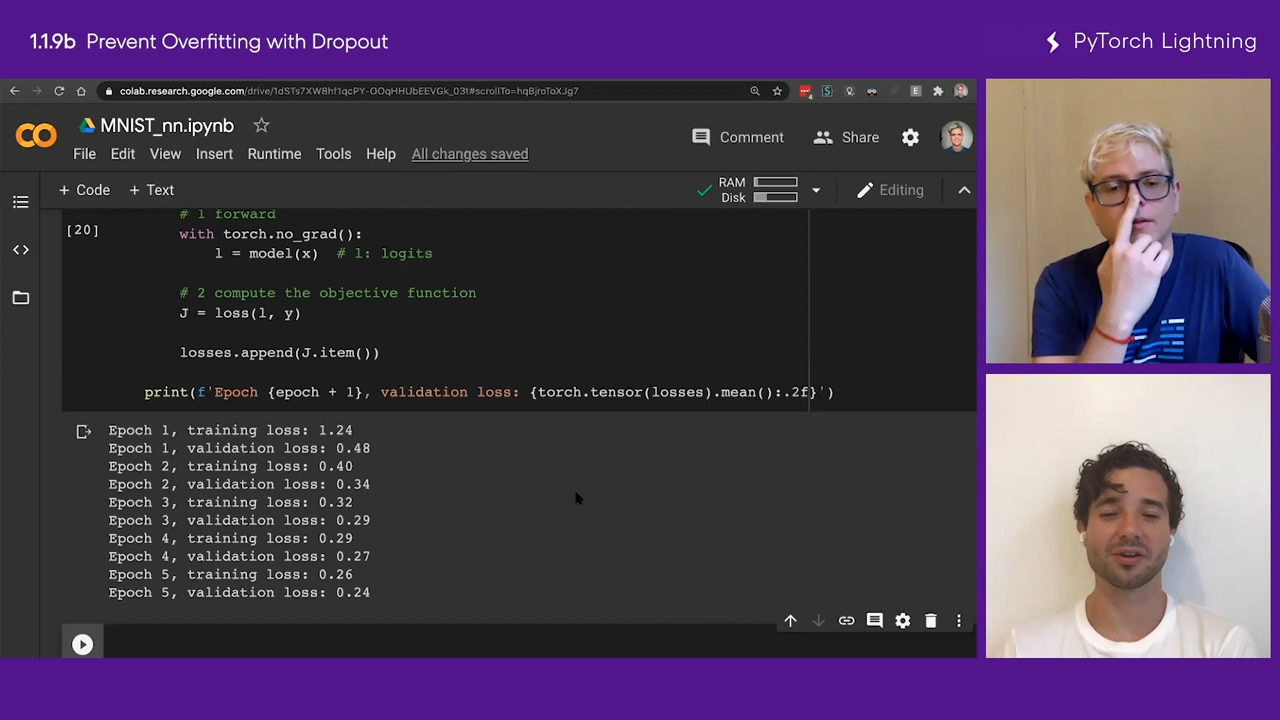 1.1.9b Prevent Overfitting with Dropout
PyTorch Lightning
colab.research.google.com/drive/1dSTs7XW8hf1qcPY-OOqHHUbEEVGk_03t#scrollTo=hqBjroToXJg7
MNIST_nn.ipynb
Comment
Share
File Edit View Insert Runtime Tools Help All changes saved
+ Code + Text
RAM
Disk
Editing
[20]
# 1 forward
with torch.no_grad():
l = model(x) # l: logits
# 2 compute the objective function
J = loss(l, y)
losses.append(J.item())
print(f'Epoch {epoch + 1}, validation loss: {torch.tensor(losses).mean():.2f}')
Epoch 1, training loss: 1.24
Epoch 1, validation loss: 0.48
Epoch 2, training loss: 0.40
Epoch 2, validation loss: 0.34
Epoch 3, training loss: 0.32
Epoch 3, validation loss: 0.29
Epoch 4, training loss: 0.29
Epoch 4, validation loss: 0.27
Epoch 5, training loss: 0.26
Epoch 5, validation loss: 0.24